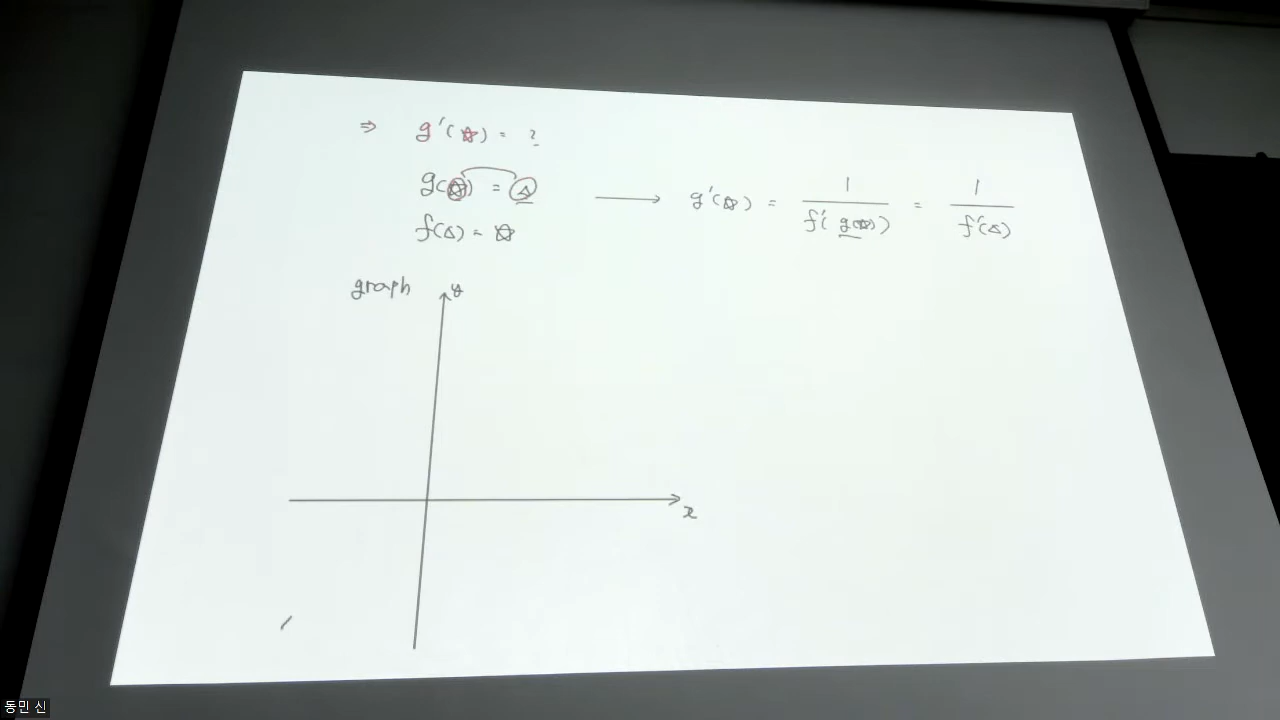 ⇒ g'(☆) = ?
g(☆) = △ ⟶ g'(☆) = 1/f'(g(☆)) = 1/f'(△)
f(△) = ☆
graph y
x
동민 신